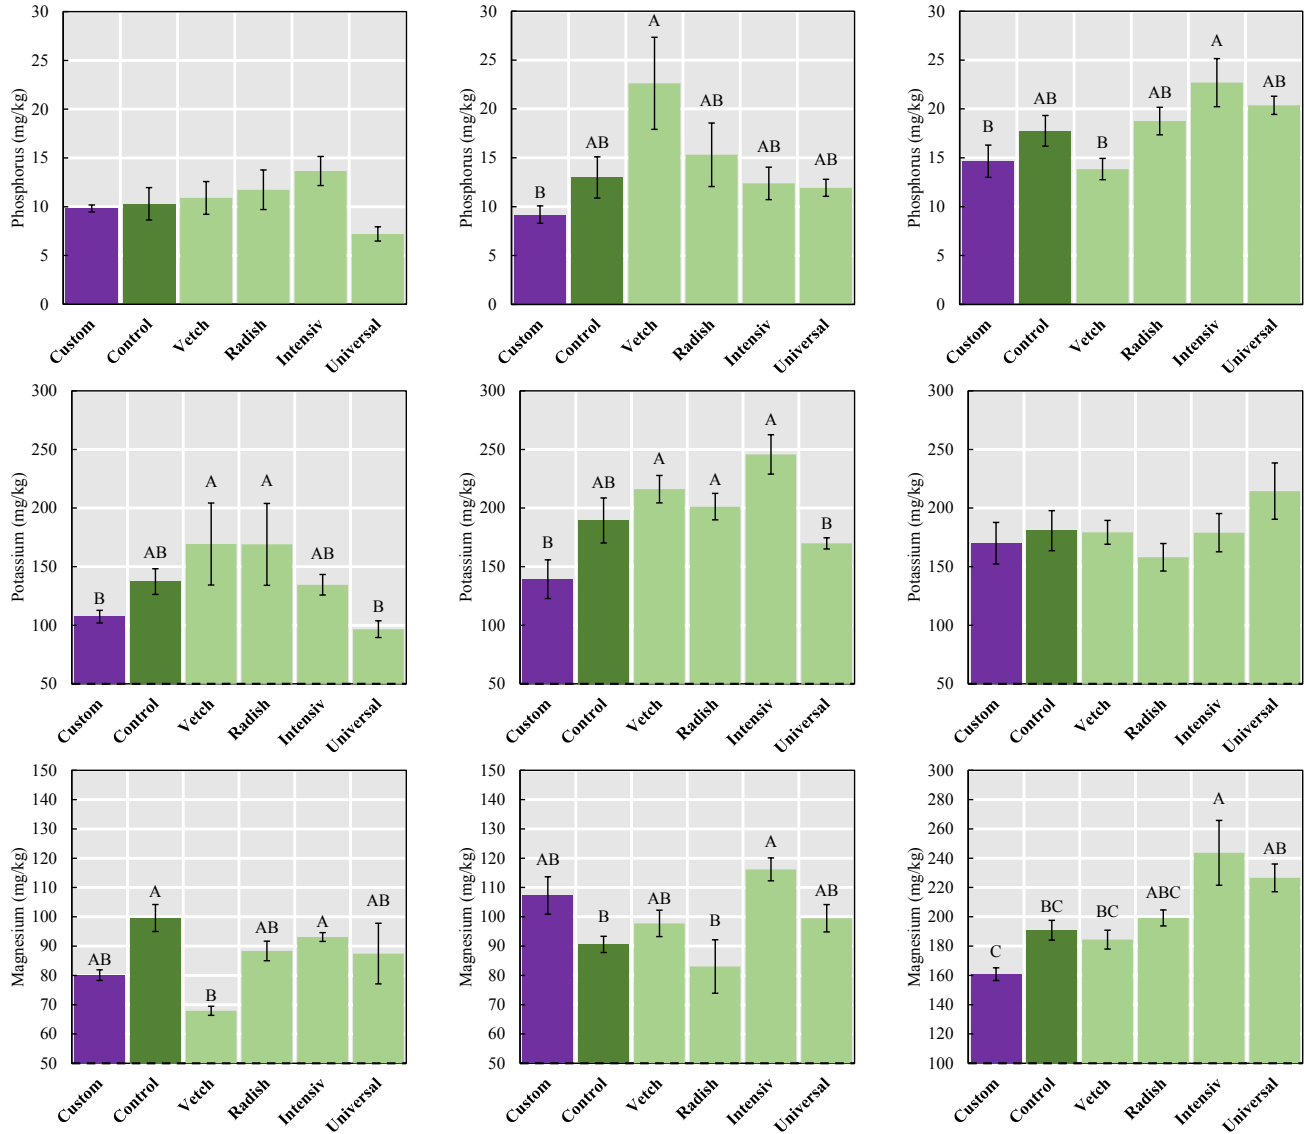 30
25
20
15
10
5
0
Phosphorus (mg/kg)
Custom
Control
Vetch
Radish
Intensiv
Universal
30
25
20
15
10
5
0
Phosphorus (mg/kg)
B
AB
A
AB
AB
AB
Custom
Control
Vetch
Radish
Intensiv
Universal
30
25
20
15
10
5
0
Phosphorus (mg/kg)
B
AB
B
AB
A
AB
Custom
Control
Vetch
Radish
Intensiv
Universal
300
250
200
150
100
50
Potassium (mg/kg)
B
AB
A
A
AB
B
Custom
Control
Vetch
Radish
Intensiv
Universal
300
250
200
150
100
50
Potassium (mg/kg)
B
AB
A
A
A
B
Custom
Control
Vetch
Radish
Intensiv
Universal
300
250
200
150
100
50
Potassium (mg/kg)
Custom
Control
Vetch
Radish
Intensiv
Universal
150
140
130
120
110
100
90
80
70
60
50
Magnesium (mg/kg)
AB
A
B
AB
A
AB
Custom
Control
Vetch
Radish
Intensiv
Universal
150
140
130
120
110
100
90
80
70
60
50
Magnesium (mg/kg)
AB
B
AB
B
A
AB
Custom
Control
Vetch
Radish
Intensiv
Universal
300
280
260
240
220
200
180
160
140
120
100
Magnesium (mg/kg)
C
BC
BC
ABC
A
AB
Custom
Control
Vetch
Radish
Intensiv
Universal